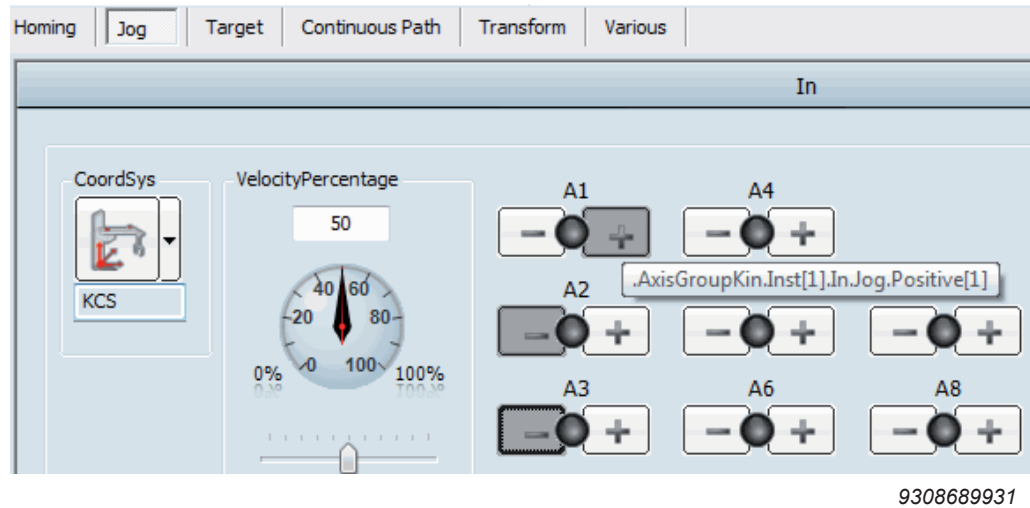 Homing Jog Target Continuous Path Transform Various
In
CoordSys VelocityPercentage
A1 A4
50
.AxisGroupKin.Inst[1].In.Jog.Positive[1]
KCS
A2
40 60
20 80
0 100
0% 100%
A3 A6 A8
9308689931